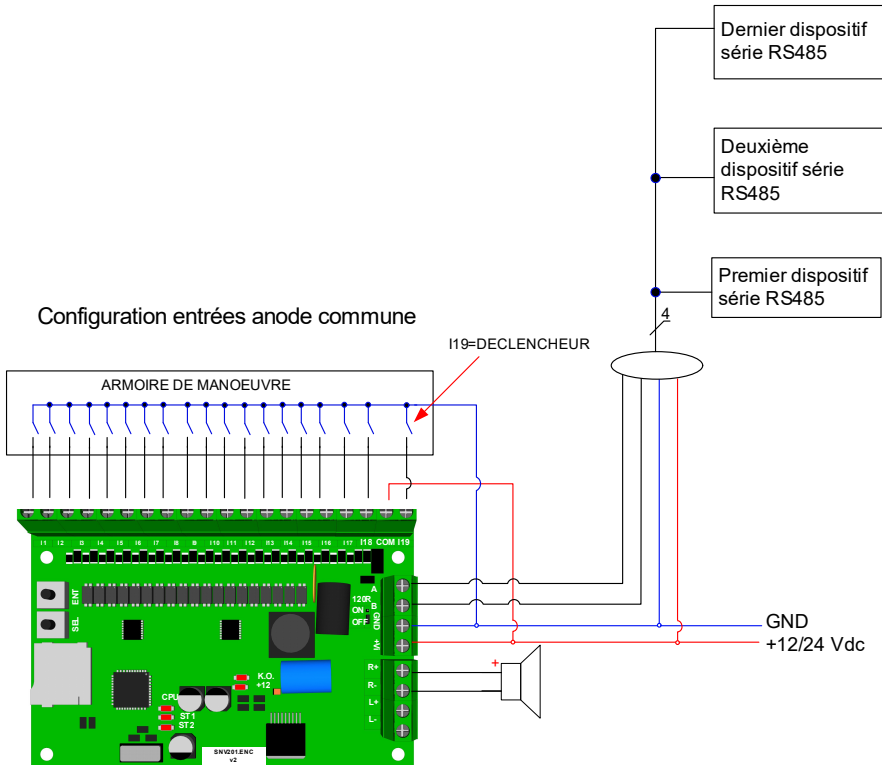 Dernier dispositif
série RS485
Deuxième
dispositif série
RS485
Premier dispositif
série RS485
4
Configuration entrées anode commune
I19=DECLENCHEUR
ARMOIRE DE MANOEUVRE
I1 I2 I3 I4 I5 I6 I7 I8 I9 I10 I11 I12 I13 I14 I15 I16 I17 I18 COM I19
ENT
SEL
120R
ON
OFF
A
B
GND
+VI
GND
+12/24 Vdc
R+
R-
L+
L-
+
K.O.
+12
CPU
ST1
ST2
SNV201.ENC
v2